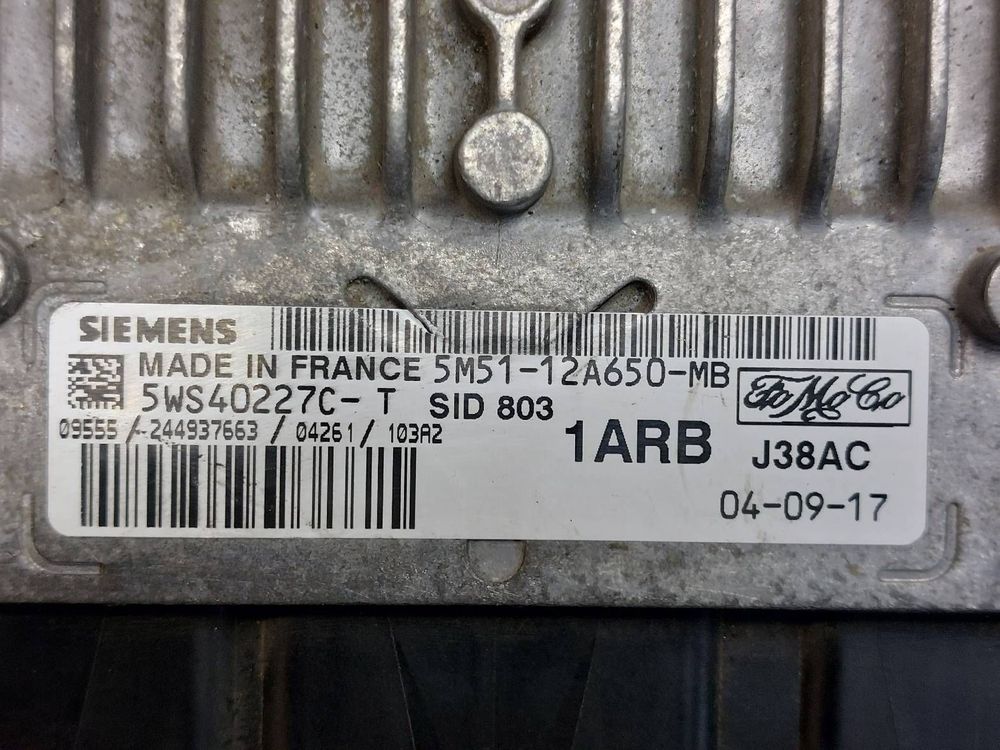 SIEMENS
MADE IN FRANCE 5M51-12A650-MB
5WS40227C-T SID 803 FoMoCo
09555 /-244937663 / 04261 / 103A2
1ARB J38AC
04-09-17